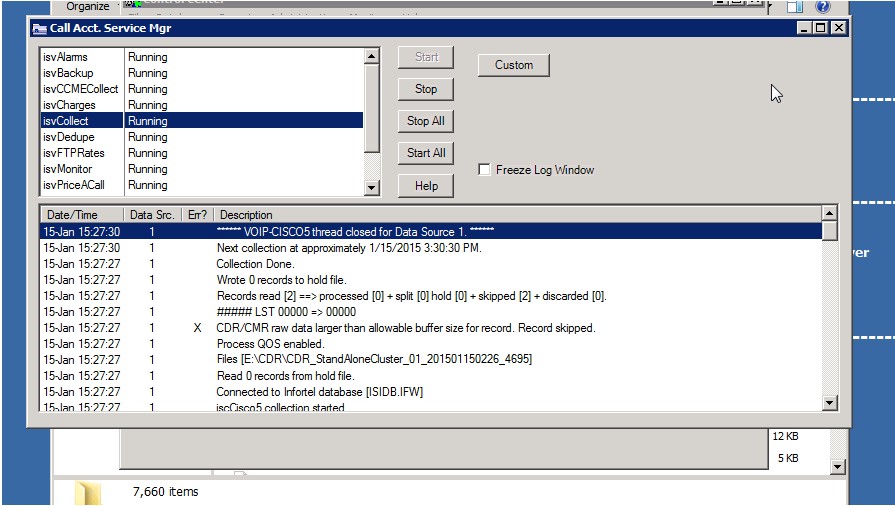 Organize
Call Acct. Service Mgr
isvAlarms Running
isvBackup Running
isvCCMECollect Running
isvCharges Running
isvCollect Running
isvDedupe Running
isvFTPRates Running
isvMonitor Running
isvPriceACall Running
Start
Stop
Stop All
Start All
Help
Custom
Freeze Log Window
Date/Time Data Src. Err? Description
15-Jan 15:27:30 1 ****** VOIP-CISCO5 thread closed for Data Source 1. ******
15-Jan 15:27:30 1 Next collection at approximately 1/15/2015 3:30:30 PM.
15-Jan 15:27:27 1 Collection Done.
15-Jan 15:27:27 1 Wrote 0 records to hold file.
15-Jan 15:27:27 1 Records read [2] ==> processed [0] + split [0] hold [0] + skipped [2] + discarded [0].
15-Jan 15:27:27 1 ##### LST 00000 => 00000
15-Jan 15:27:27 1 X CDR/CMR raw data larger than allowable buffer size for record. Record skipped.
15-Jan 15:27:27 1 Process QOS enabled.
15-Jan 15:27:27 1 Files [E:\CDR\CDR_StandAloneCluster_01_201501150226_4695]
15-Jan 15:27:27 1 Read 0 records from hold file.
15-Jan 15:27:27 1 Connected to Infortel database [ISIDB.IFW]
15-Jan 15:27:27 1 iscCisco5 collection started
ver
12 KB
5 KB
7,660 items